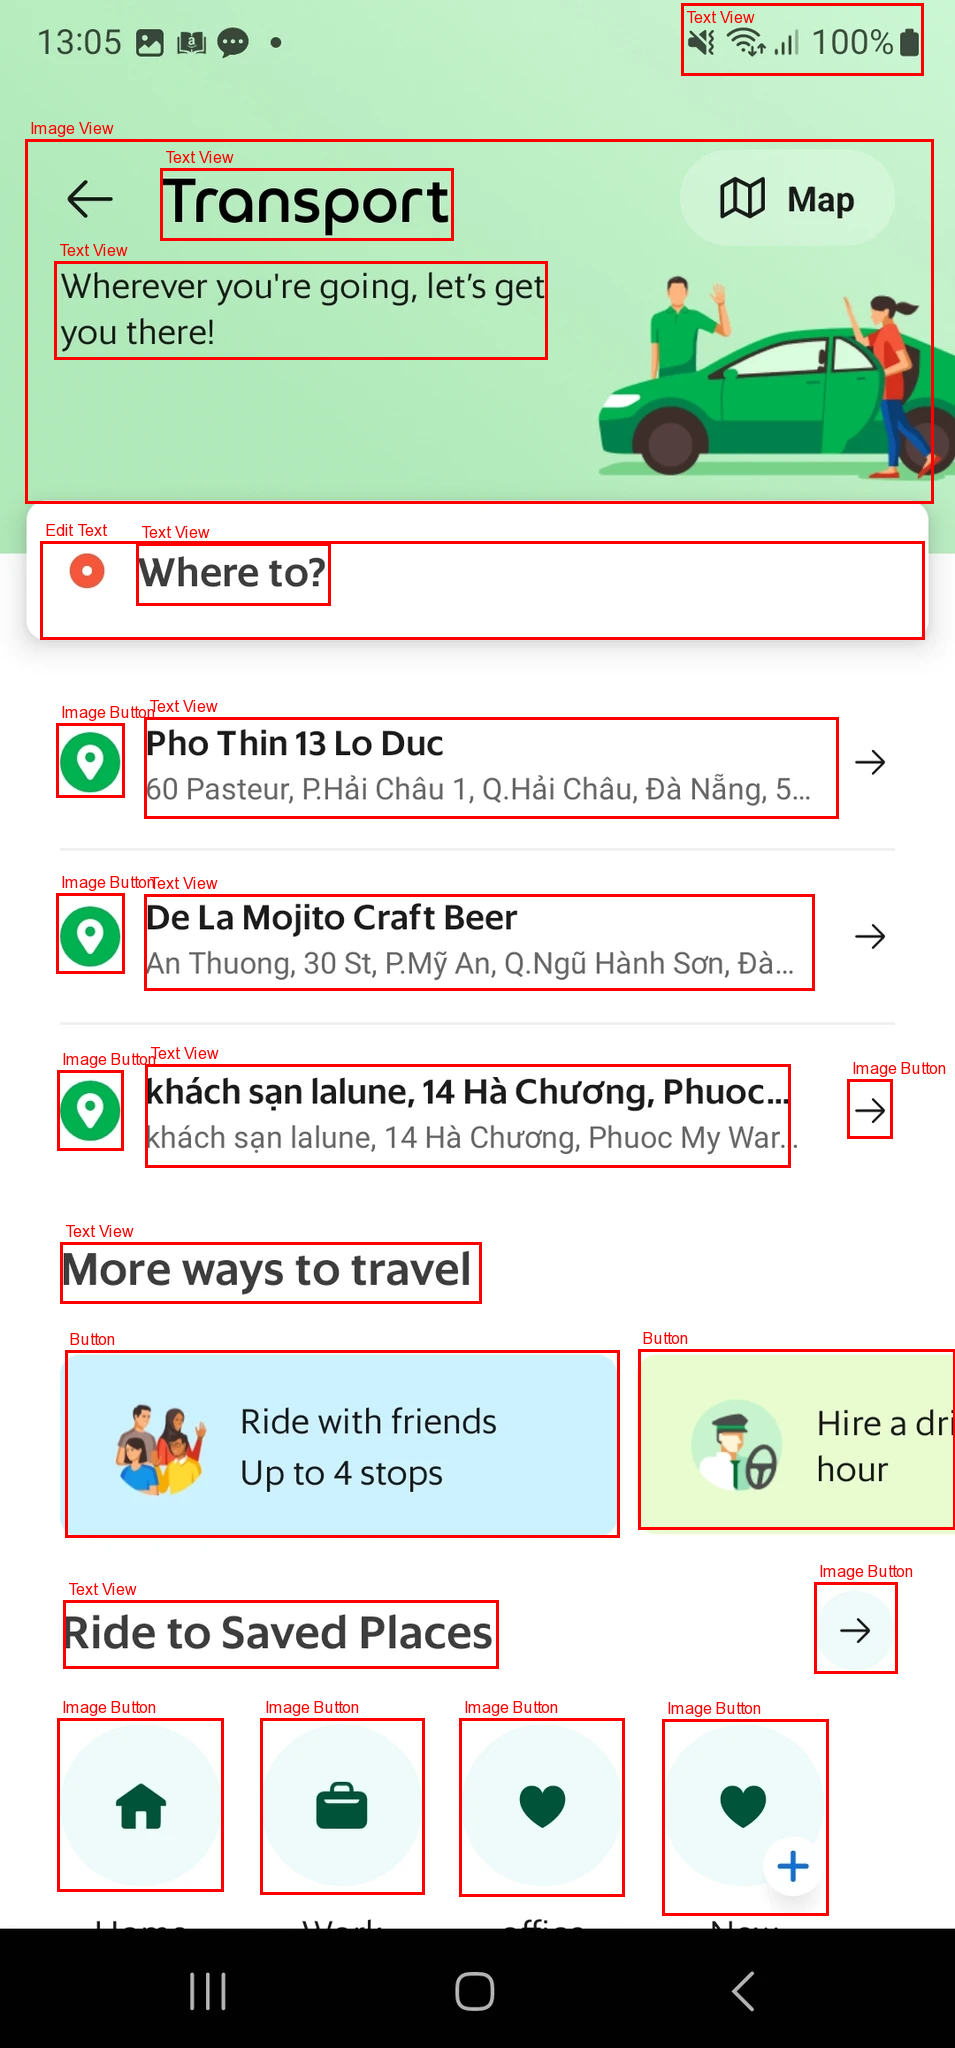 13:05
Text View
100%
Image View
Text View
Transport
Map
Text View
Wherever you're going, let's get
you there!
Edit Text
Text View
Where to?
Image Button
Text View
Pho Thin 13 Lo Duc
60 Pasteur, P.Hải Châu 1, Q.Hải Châu, Đà Nẵng, 5...
Image Button
Text View
De La Mojito Craft Beer
An Thuong, 30 St, P.Mỹ An, Q.Ngũ Hành Sơn, Đà...
Image Button
Text View
Image Button
khách sạn lalune, 14 Hà Chương, Phuoc...
khách sạn lalune, 14 Hà Chương, Phuoc My War...
Text View
More ways to travel
Button
Button
Ride with friends
Up to 4 stops
Hire a dri
hour
Image Button
Text View
Ride to Saved Places
Image Button
Image Button
Image Button
Image Button
Home
Work
office
New